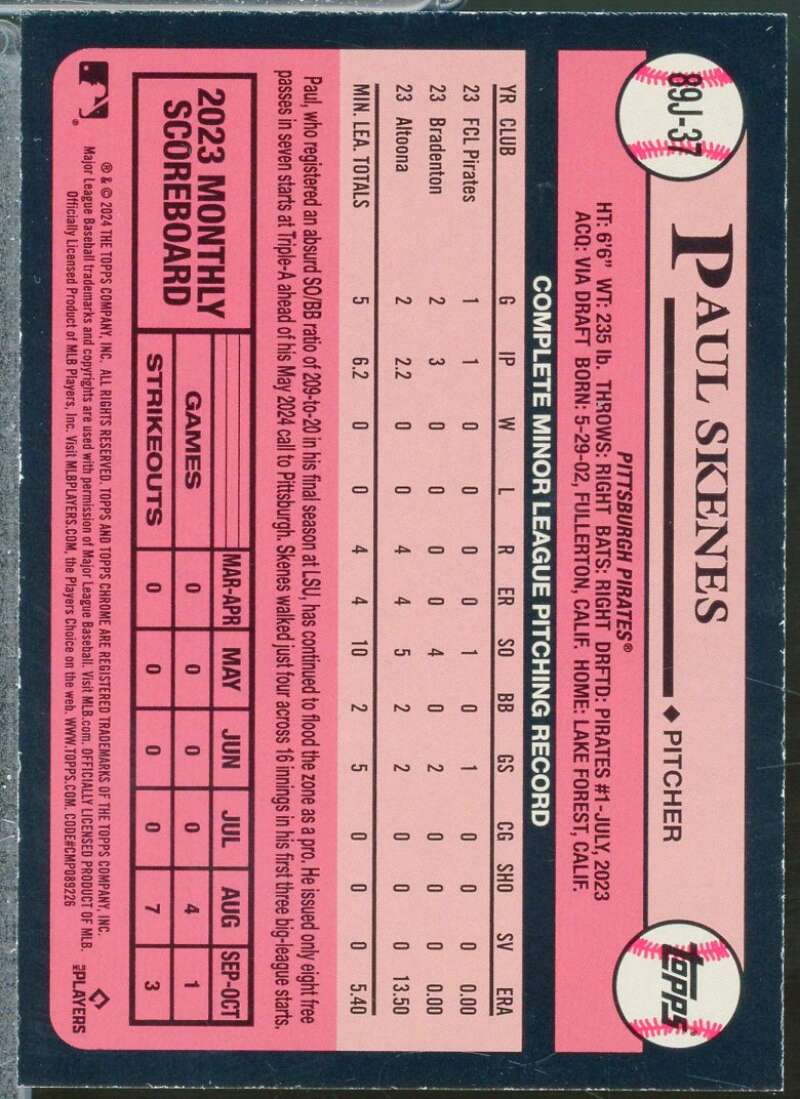 89J-37
PAUL SKENES ◆ PITCHER
topps
PITTSBURGH PIRATES®
HT: 6'6" WT: 235 lb. THROWS: RIGHT BATS: RIGHT DRFTD: PIRATES #1-JULY, 2023
ACQ: VIA DRAFT BORN: 5-29-02, FULLERTON, CALIF. HOME: LAKE FOREST, CALIF.
COMPLETE MINOR LEAGUE PITCHING RECORD
YR CLUB G IP W L R ER SO BB GS CG SHO SV ERA
23 FCL Pirates 1 1 0 0 0 0 1 0 1 0 0 0 0.00
23 Bradenton 2 3 0 0 0 0 4 0 2 0 0 0 0.00
23 Altoona 2 2.2 0 0 4 4 5 2 2 0 0 0 13.50
MIN. LEA. TOTALS 5 6.2 0 0 4 4 10 2 5 0 0 0 5.40
Paul, who registered an absurd SO/BB ratio of 209-to-20 in his final season at LSU, has continued to flood the zone as a pro. He issued only eight free
passes in seven starts at Triple-A ahead of his May 2024 call to Pittsburgh. Skenes walked just four across 16 innings in his first three big-league starts.
2023 MONTHLY
SCOREBOARD
MAR-APR MAY JUN JUL AUG SEP-OCT
GAMES 0 0 0 0 4 1
STRIKEOUTS 0 0 0 0 7 3
® & © 2024 THE TOPPS COMPANY, INC. ALL RIGHTS RESERVED. TOPPS AND TOPPS CHROME ARE REGISTERED TRADEMARKS OF THE TOPPS COMPANY, INC.
Major League Baseball trademarks and copyrights are used with permission of Major League Baseball. Visit MLB.com. OFFICIALLY LICENSED PRODUCT OF MLB
Officially Licensed Product of MLB Players, Inc. Visit MLBPLAYERS.COM, the Players Choice on the web. WWW.TOPPS.COM. CODE#CMP089226
MLB PLAYERS